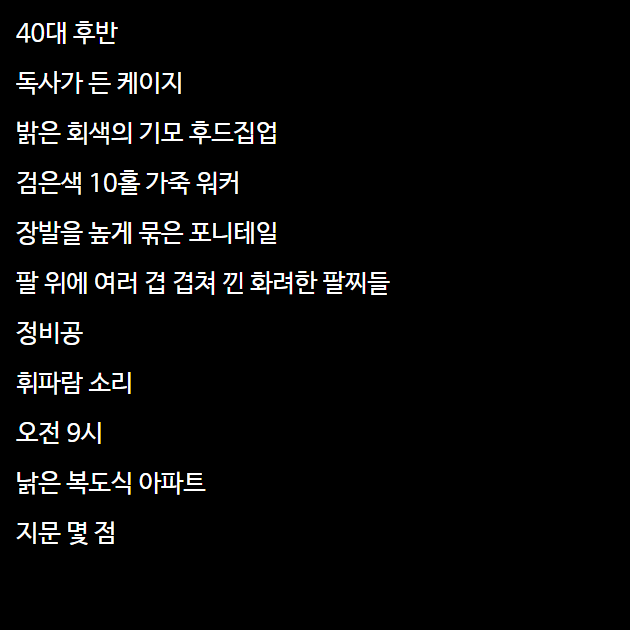 40대 후반
독사가 든 케이지
밝은 회색의 기모 후드집업
검은색 10홀 가죽 워커
장발을 높게 묶은 포니테일
팔 위에 여러 겹 겹쳐 낀 화려한 팔찌들
정비공
휘파람 소리
오전 9시
낡은 복도식 아파트
지문 몇 점